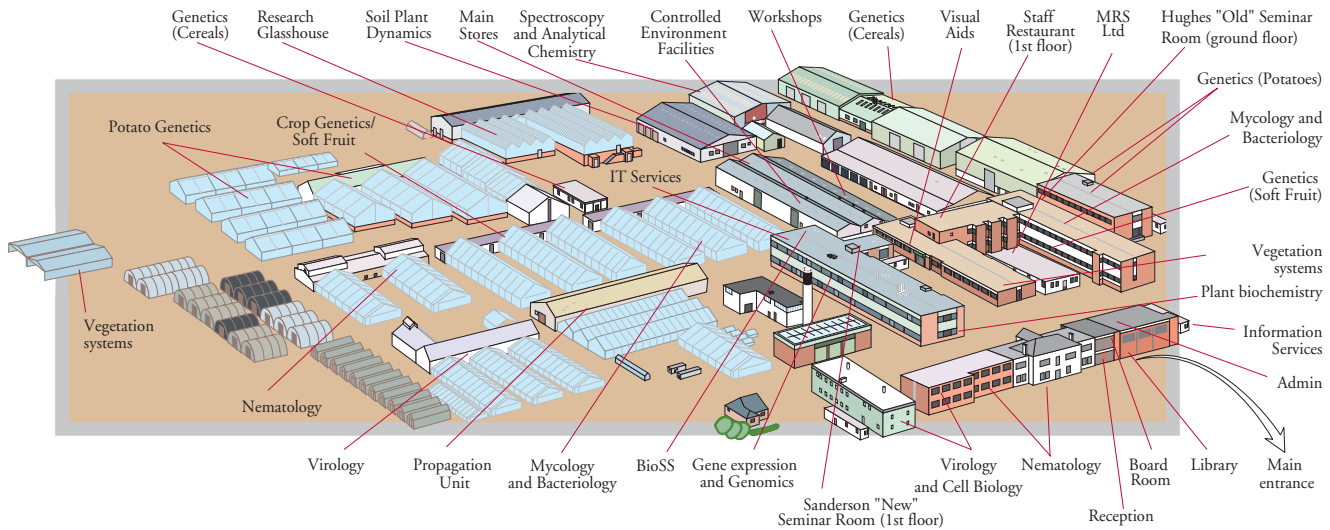 Genetics
(Cereals)
Research
Glasshouse
Soil Plant
Dynamics
Main
Stores
Spectroscopy
and Analytical
Chemistry
Controlled
Environment
Facilities
Workshops
Genetics
(Cereals)
Visual
Aids
Staff
Restaurant
(1st floor)
MRS
Ltd
Hughes "Old" Seminar
Room (ground floor)
Genetics (Potatoes)
Potato Genetics
Crop Genetics/
Soft Fruit
Mycology and
Bacteriology
IT Services
Genetics
(Soft Fruit)
Vegetation
systems
Plant biochemistry
Vegetation
systems
Information
Services
Admin
Nematology
Virology
Propagation
Unit
Mycology
and Bacteriology
BioSS
Gene expression
and Genomics
Sanderson "New"
Seminar Room (1st floor)
Virology
and Cell Biology
Nematology
Reception
Board
Room
Library
Main
entrance